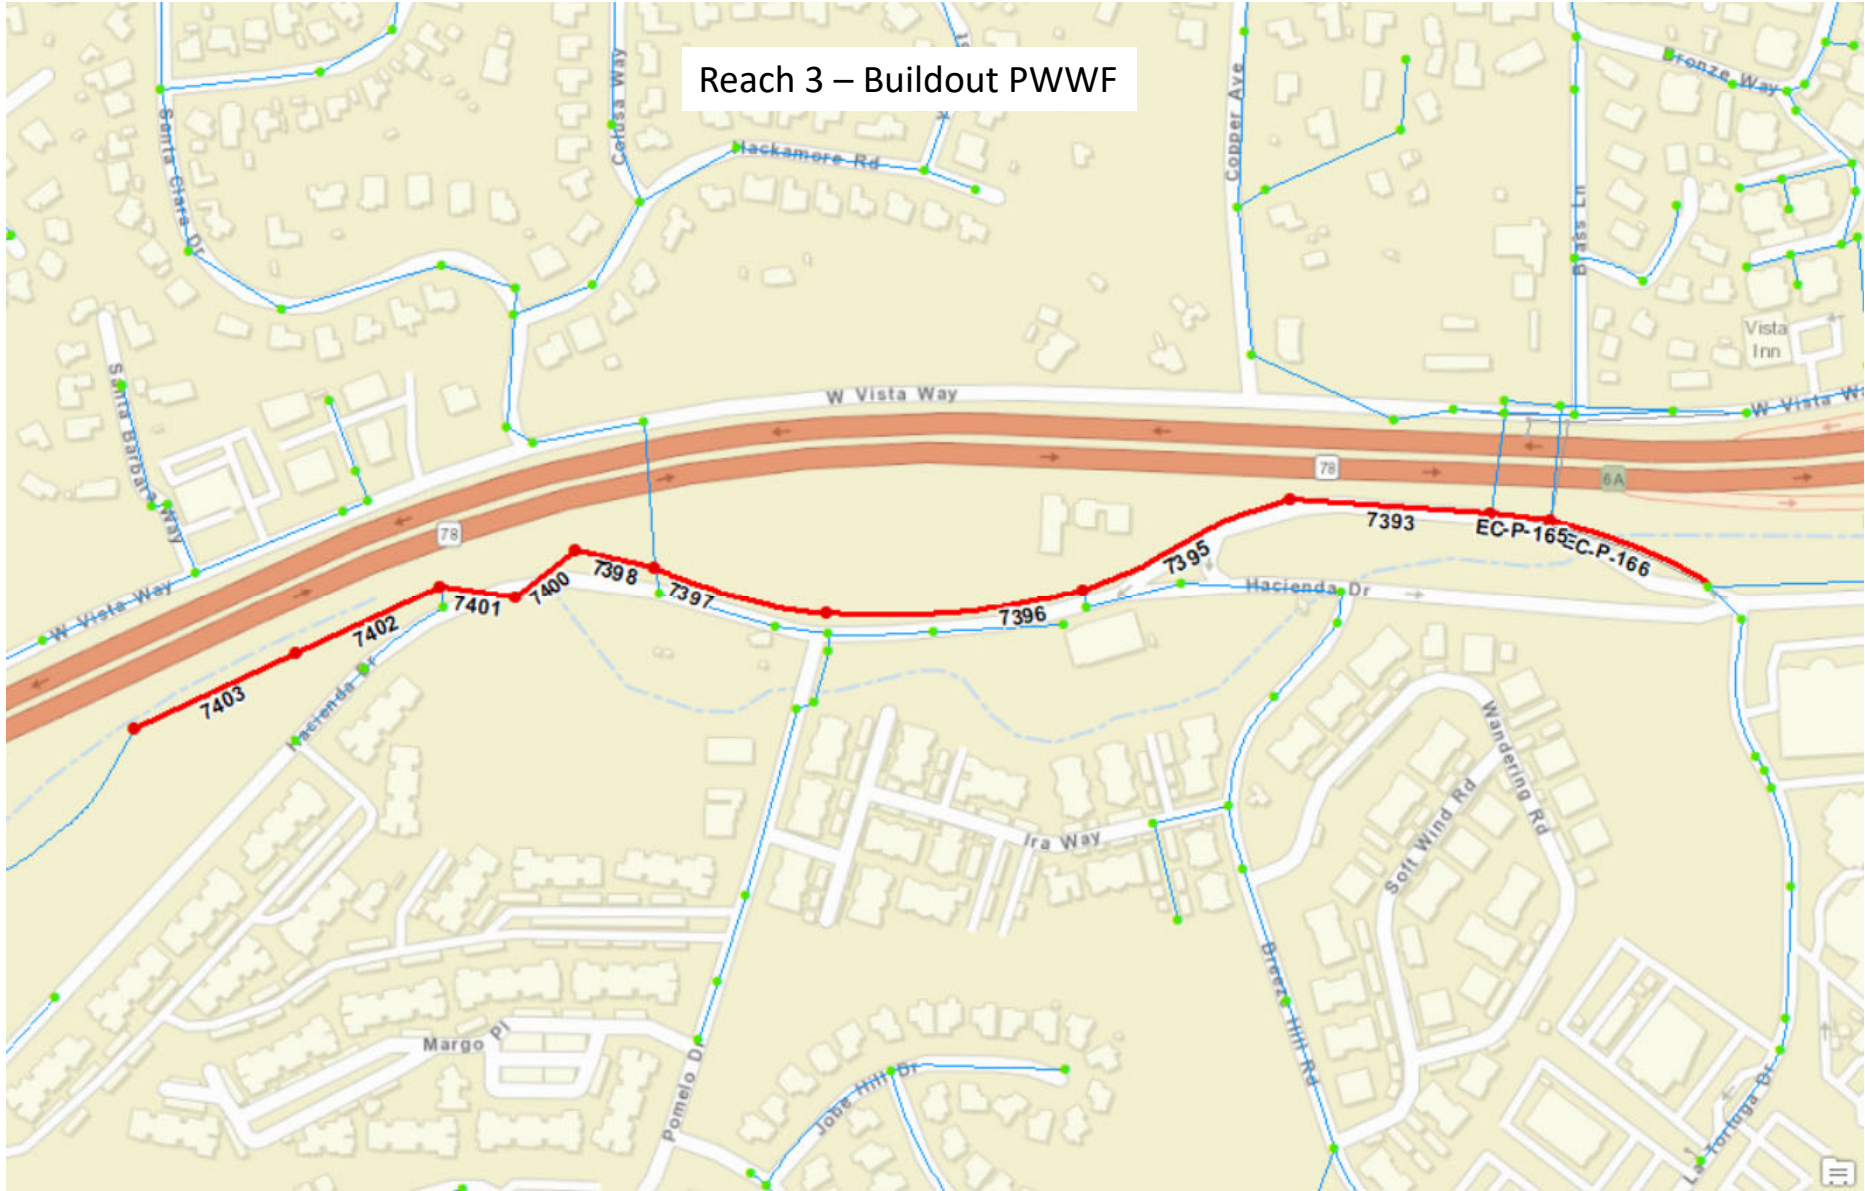 Reach 3 – Buildout PWWF
Bronze Way
Colusa Way
Copper Ave
Santa Clara Dr
Hackamore Rd
Bass Ln
Vista
Inn
Santa Barbara Way
W Vista Way
W Vista Wa
78
6A
78
7393
EC-P-165
EC-P-166
7395
7398
7400
7397
7401
Hacienda Dr
7396
W Vista Way
7402
7403
Hacienda Dr
Wandering Rd
Soft Wind Rd
Ira Way
Breeze Hill Rd
Margo Pl
Pomelo Dr
Jobe Hill Dr
La Tortuga Dr